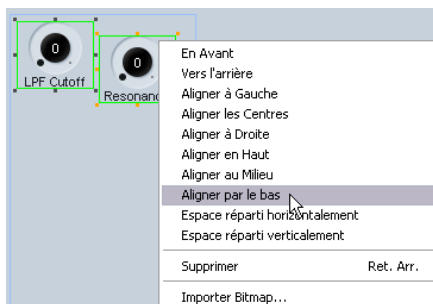 0
LPF Cutoff
0
En Avant
Vers l'arrière
Aligner à Gauche
Aligner les Centres
Aligner à Droite
Aligner en Haut
Aligner au Milieu
Aligner par le bas
Espace réparti horizontalement
Espace réparti verticalement
Supprimer Ret. Arr.
Importer Bitmap...